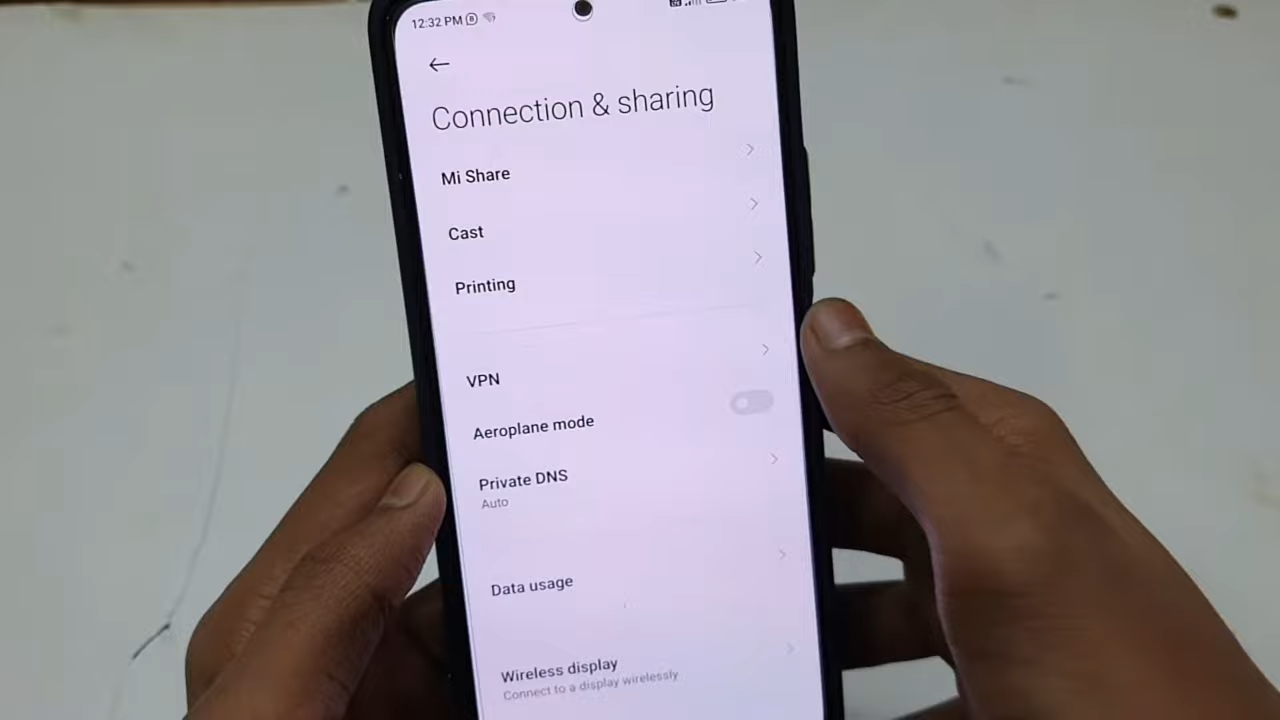 12:32 PM
Connection & sharing
Mi Share
Cast
Printing
VPN
Aeroplane mode
Private DNS
Auto
Data usage
Wireless display
Connect to a display wirelessly